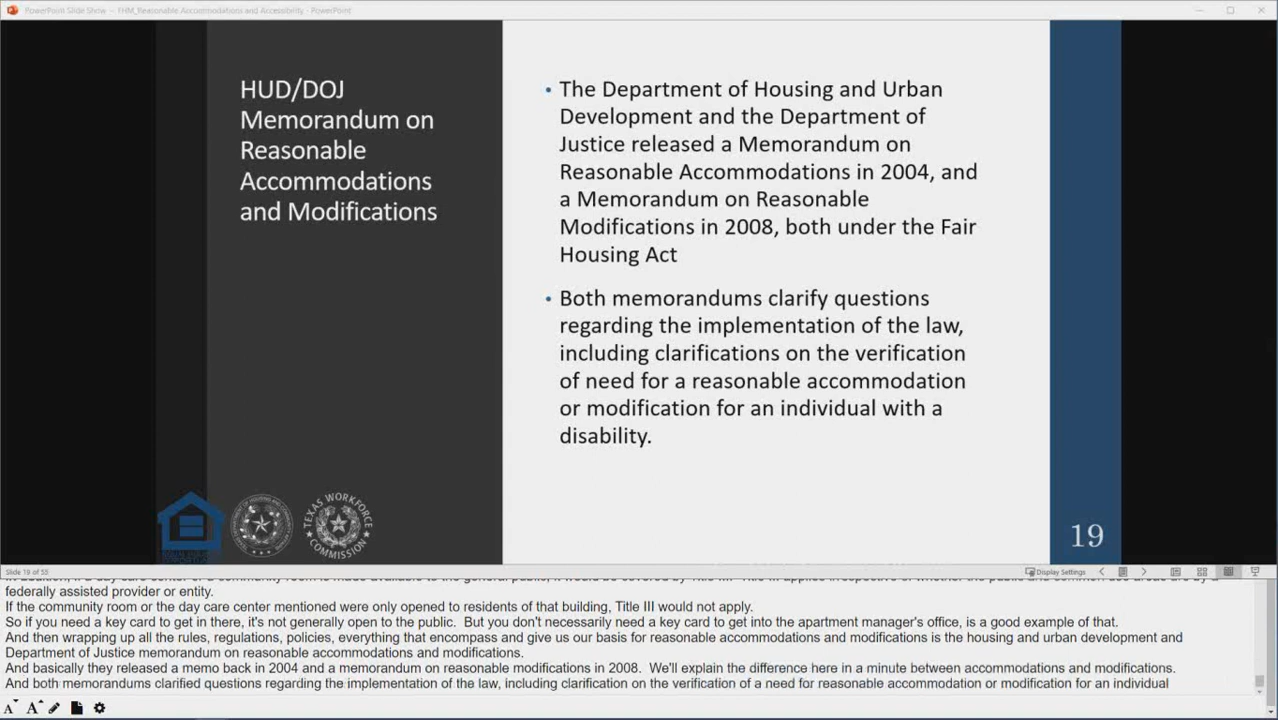 PowerPoint Slide Show - THM_Reasonable Accommodations and Accessibility - PowerPoint
HUD/DOJ
Memorandum on
Reasonable
Accommodations
and Modifications
• The Department of Housing and Urban
Development and the Department of
Justice released a Memorandum on
Reasonable Accommodations in 2004, and
a Memorandum on Reasonable
Modifications in 2008, both under the Fair
Housing Act
• Both memorandums clarify questions
regarding the implementation of the law,
including clarifications on the verification
of need for a reasonable accommodation
or modification for an individual with a
disability.
TEXAS WORKFORCE
COMMISSION
19
Slide 19 of 55
Display Settings
federally assisted provider or entity.
If the community room or the day care center mentioned were only opened to residents of that building, Title III would not apply.
So if you need a key card to get in there, it's not generally open to the public. But you don't necessarily need a key card to get into the apartment manager's office, is a good example of that.
And then wrapping up all the rules, regulations, policies, everything that encompass and give us our basis for reasonable accommodations and modifications is the housing and urban development and
Department of Justice memorandum on reasonable accommodations and modifications.
And basically they released a memo back in 2004 and a memorandum on reasonable modifications in 2008. We'll explain the difference here in a minute between accommodations and modifications.
And both memorandums clarified questions regarding the implementation of the law, including clarification on the verification of a need for reasonable accommodation or modification for an individual